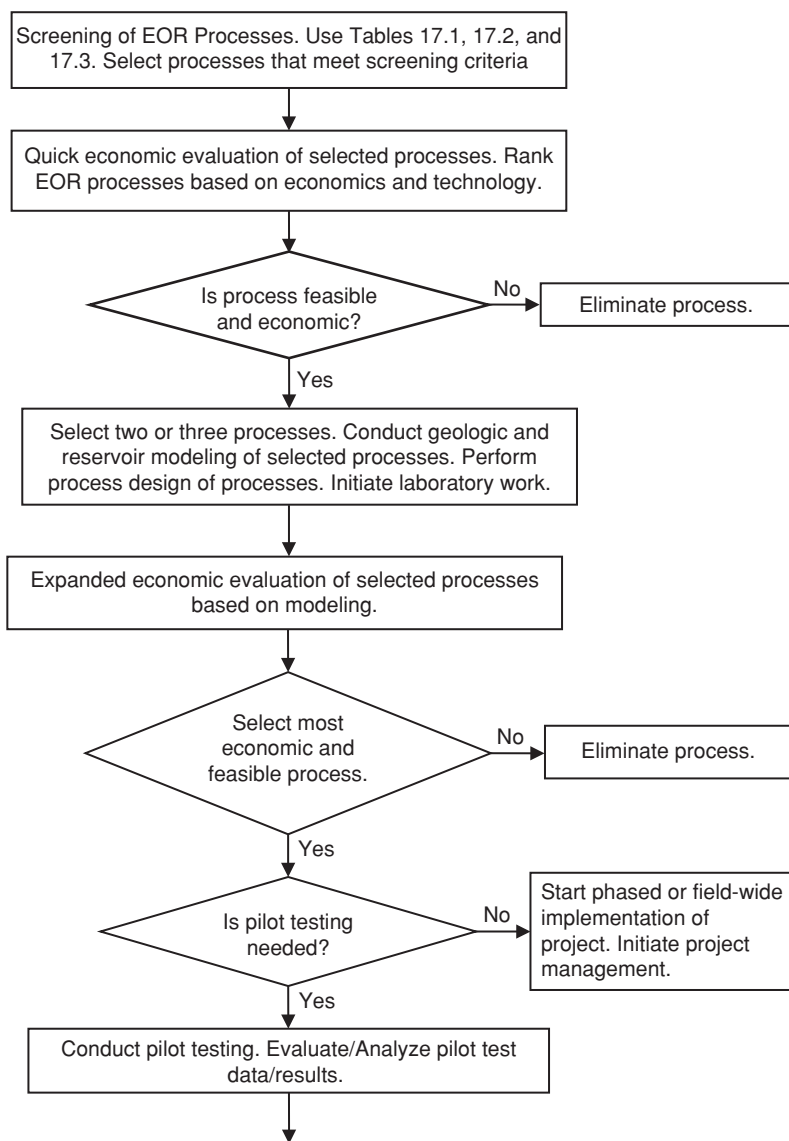 Screening of EOR Processes. Use Tables 17.1, 17.2, and
17.3. Select processes that meet screening criteria
Quick economic evaluation of selected processes. Rank
EOR processes based on economics and technology.
Is process feasible
and economic?
No
Eliminate process.
Yes
Select two or three processes. Conduct geologic and
reservoir modeling of selected processes. Perform
process design of processes. Initiate laboratory work.
Expanded economic evaluation of selected processes
based on modeling.
Select most
economic and
feasible process.
No
Eliminate process.
Yes
Is pilot testing
needed?
No
Start phased or field-wide
implementation of
project. Initiate project
management.
Yes
Conduct pilot testing. Evaluate/Analyze pilot test
data/results.